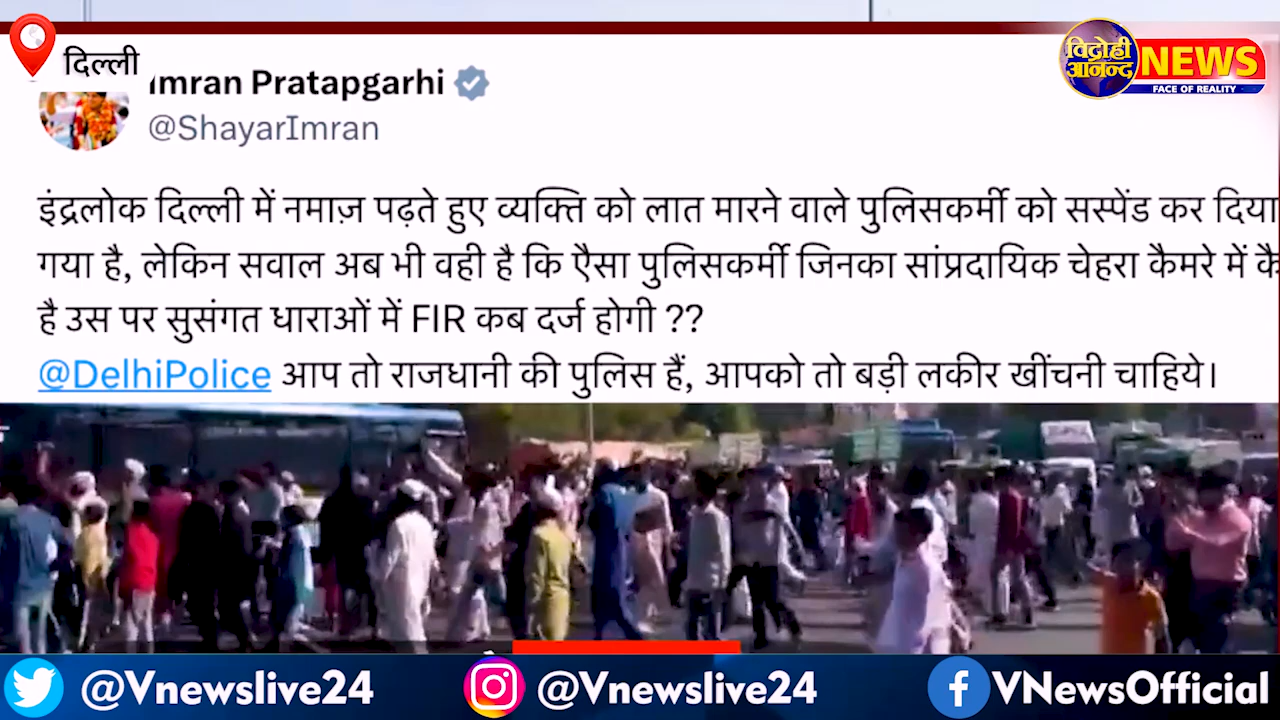 दिल्ली
विद्रोही
आनन्द
NEWS
FACE OF REALITY
Imran Pratapgarhi
@ShayarImran
इंद्रलोक दिल्ली में नमाज़ पढ़ते हुए व्यक्ति को लात मारने वाले पुलिसकर्मी को सस्पेंड कर दिया
गया है, लेकिन सवाल अब भी वही है कि ऐसा पुलिसकर्मी जिनका सांप्रदायिक चेहरा कैमरे में कै
है उस पर सुसंगत धाराओं में FIR कब दर्ज होगी ??
@DelhiPolice आप तो राजधानी की पुलिस हैं, आपको तो बड़ी लकीर खींचनी चाहिये।
@Vnewslive24
@Vnewslive24
VNewsOfficial